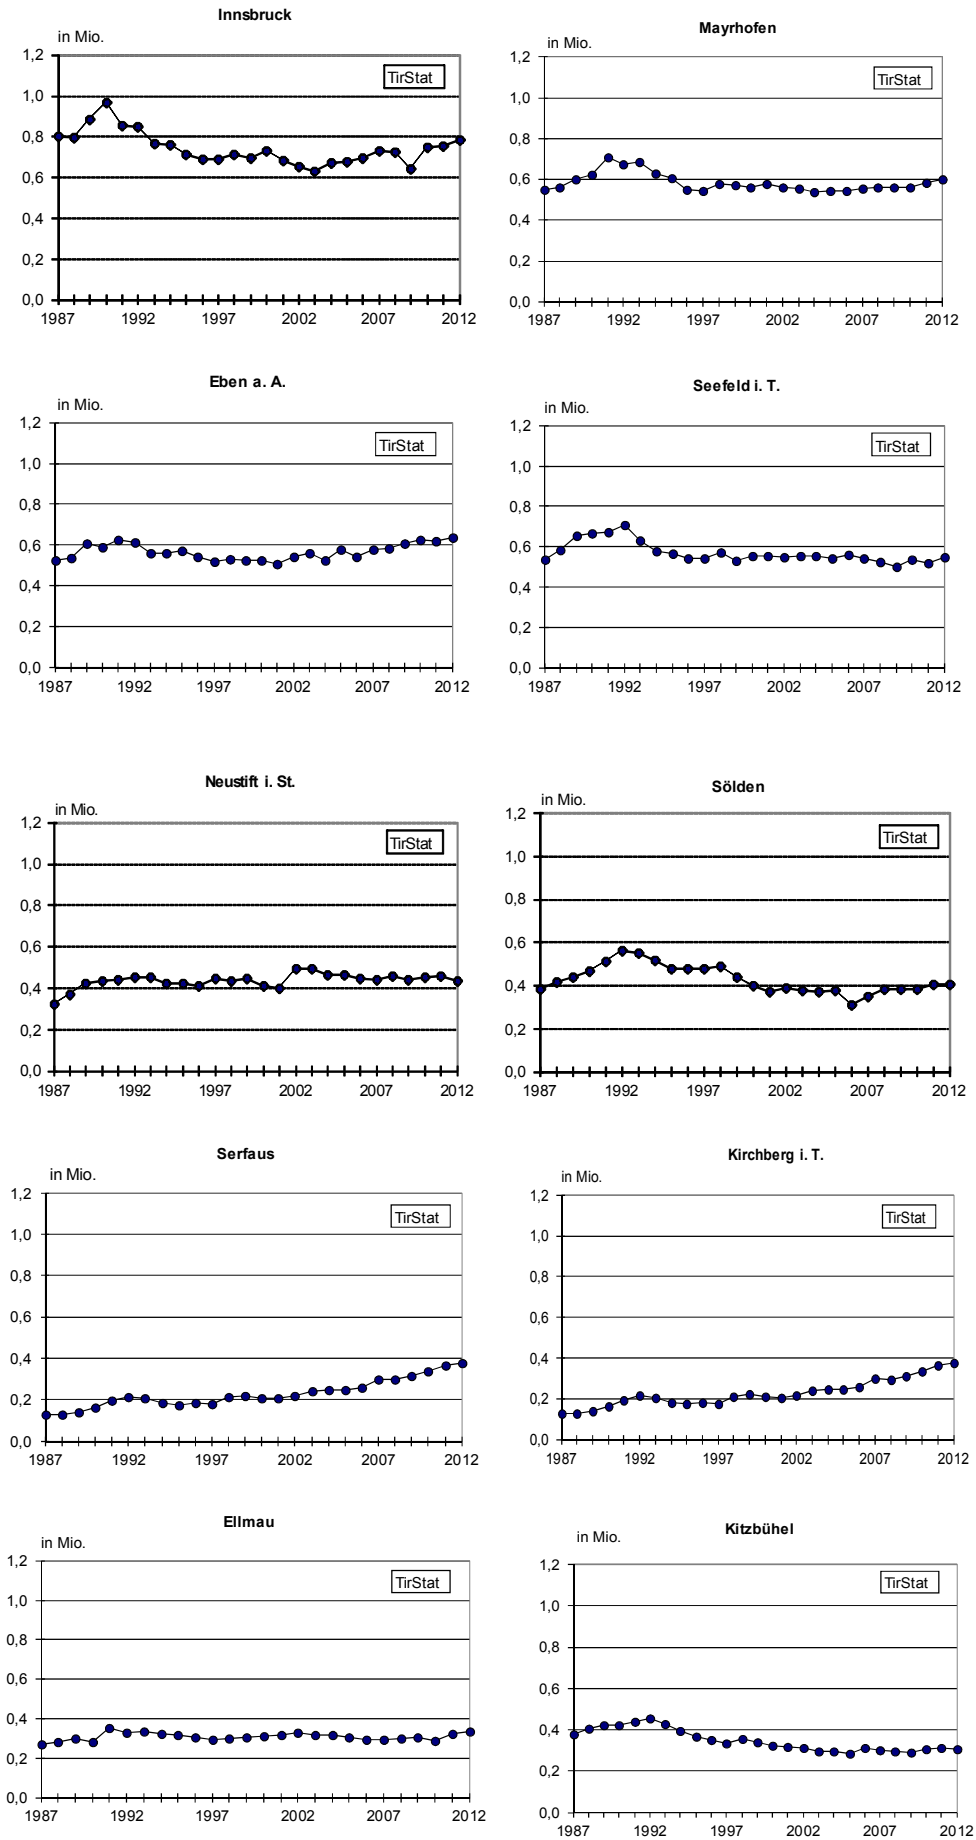 Innsbruck
in Mio.
1,2
TirStat
1,0
0,8
0,6
0,4
0,2
0,0
1987 1992 1997 2002 2007 2012
Mayrhofen
in Mio.
1,2
TirStat
1,0
0,8
0,6
0,4
0,2
0,0
1987 1992 1997 2002 2007 2012
Eben a. A.
in Mio.
1,2
TirStat
1,0
0,8
0,6
0,4
0,2
0,0
1987 1992 1997 2002 2007 2012
Seefeld i. T.
in Mio.
1,2
TirStat
1,0
0,8
0,6
0,4
0,2
0,0
1987 1992 1997 2002 2007 2012
Neustift i. St.
in Mio.
1,2
TirStat
1,0
0,8
0,6
0,4
0,2
0,0
1987 1992 1997 2002 2007 2012
Sölden
in Mio.
1,2
TirStat
1,0
0,8
0,6
0,4
0,2
0,0
1987 1992 1997 2002 2007 2012
Serfaus
in Mio.
1,2
TirStat
1,0
0,8
0,6
0,4
0,2
0,0
1987 1992 1997 2002 2007 2012
Kirchberg i. T.
in Mio.
1,2
TirStat
1,0
0,8
0,6
0,4
0,2
0,0
1987 1992 1997 2002 2007 2012
Ellmau
in Mio.
1,2
TirStat
1,0
0,8
0,6
0,4
0,2
0,0
1987 1992 1997 2002 2007 2012
Kitzbühel
in Mio.
1,2
TirStat
1,0
0,8
0,6
0,4
0,2
0,0
1987 1992 1997 2002 2007 2012